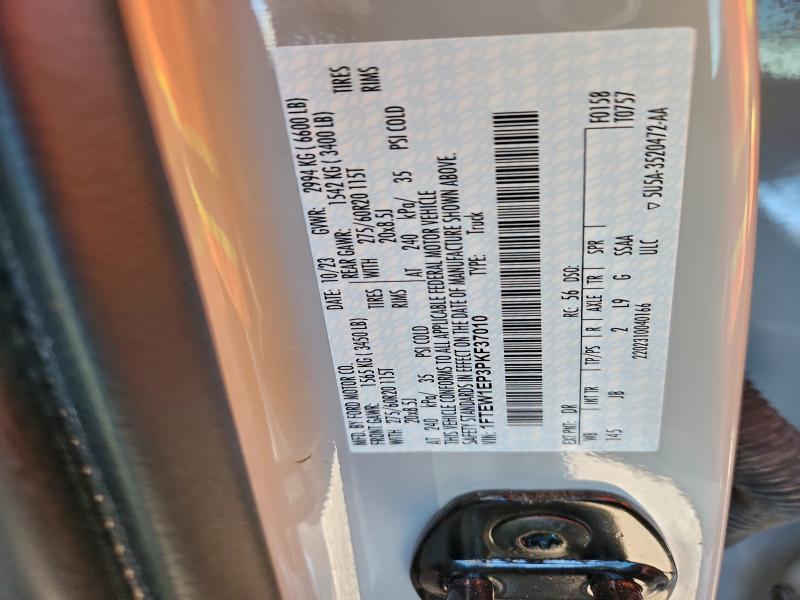 MFD. BY FORD MOTOR CO.
DATE: 10/23 GVWR: 2994 KG (6600 LB)
FRONT GAWR: 1565 KG (3450 LB) REAR GAWR: 1542 KG (3400 LB)
275/60R20 115T TIRES WITH 275/60R20 115T TIRES
20x8.5J RIMS 20x8.5J RIMS
AT 240 kPa/ 35 PSI COLD AT 240 kPa/ 35 PSI COLD
THIS VEHICLE CONFORMS TO ALL APPLICABLE FEDERAL MOTOR VEHICLE
SAFETY STANDARDS IN EFFECT ON THE DATE OF MANUFACTURE SHOWN ABOVE.
VIN: 1FTEW1EP3PKF37010 TYPE: Truck
EXT PNT: DR RC: 56 DSO: F0158
WB INT TR TP/PS R AXLE TR SPR T0757
145 JB 2 L9 G SSAA
2202310040166 ULC ▽ 5U5A-3520472-AA